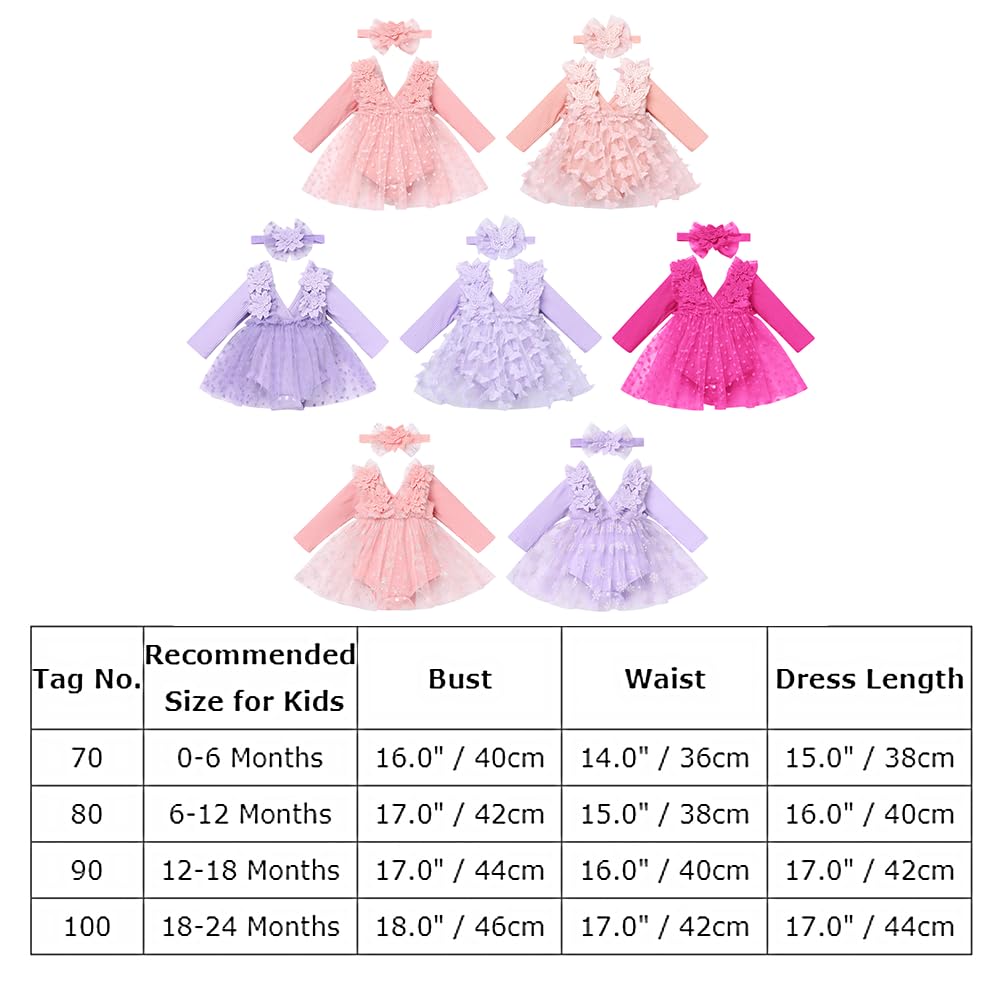 Tag No. Recommended Size for Kids Bust Waist Dress Length
70 0-6 Months 16.0" / 40cm 14.0" / 36cm 15.0" / 38cm
80 6-12 Months 17.0" / 42cm 15.0" / 38cm 16.0" / 40cm
90 12-18 Months 17.0" / 44cm 16.0" / 40cm 17.0" / 42cm
100 18-24 Months 18.0" / 46cm 17.0" / 42cm 17.0" / 44cm